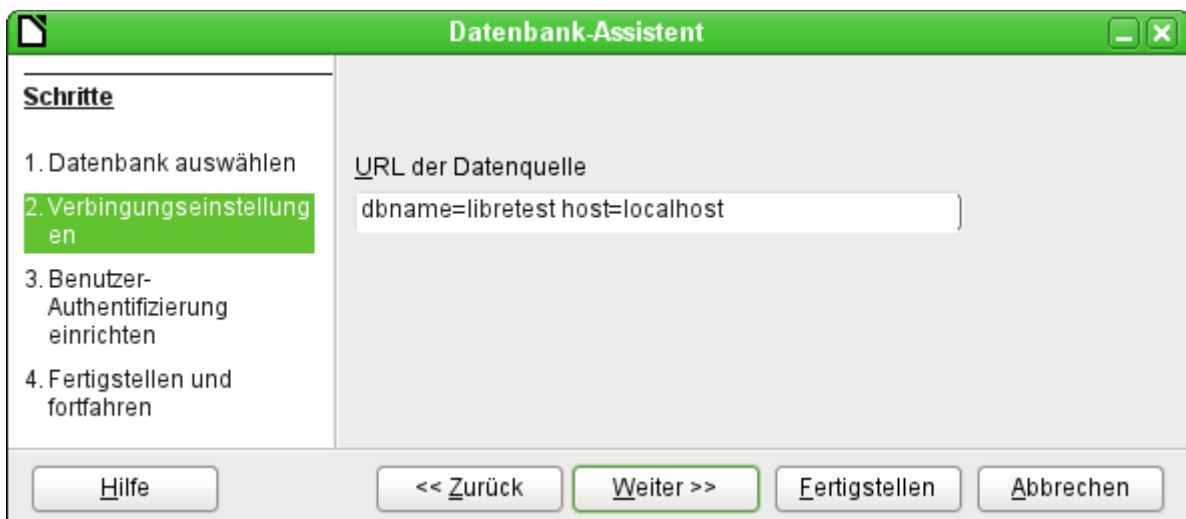 Datenbank-Assistent
Schritte
1. Datenbank auswählen
2. Verbingungseinstellung
en
3. Benutzer-
Authentifizierung
einrichten
4. Fertigstellen und
fortfahren
URL der Datenquelle
dbname=libretest host=localhost
Hilfe
<< Zurück
Weiter >>
Fertigstellen
Abbrechen